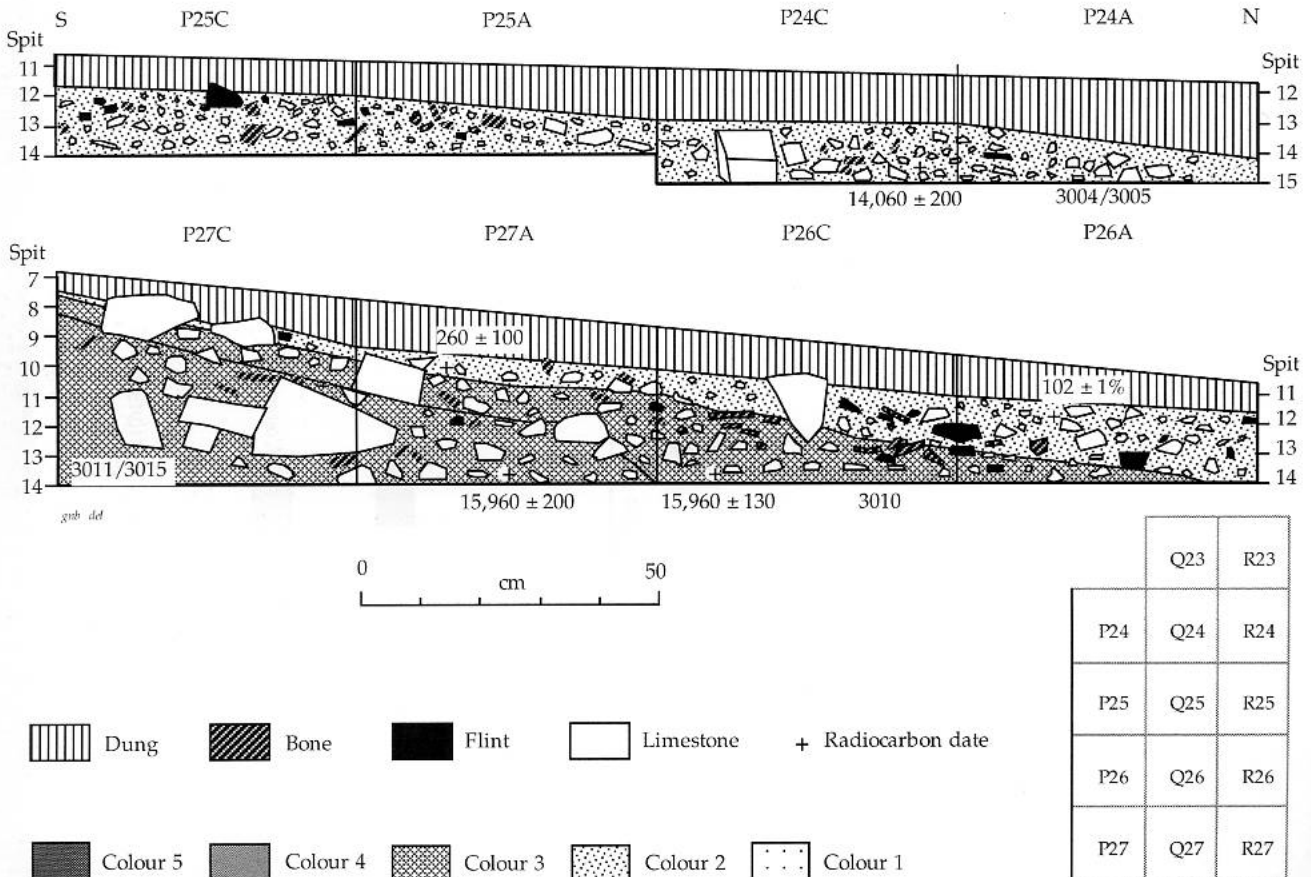 S P25C P25A P24C P24A N
Spit Spit
11
12 12
13 13
14 14
15
14,060 ± 200 3004/3005
P27C P27A P26C P26A
Spit
7
8
9 260 ± 100
10 Spit
11 102 ± 1% 11
12 12
13 3011/3015 13
14 14
15,960 ± 200 15,960 ± 130 3010
gnb del
0 cm 50
Q23 R23
P24 Q24 R24
P25 Q25 R25
P26 Q26 R26
P27 Q27 R27
Dung Bone Flint Limestone + Radiocarbon date
Colour 5 Colour 4 Colour 3 Colour 2 Colour 1